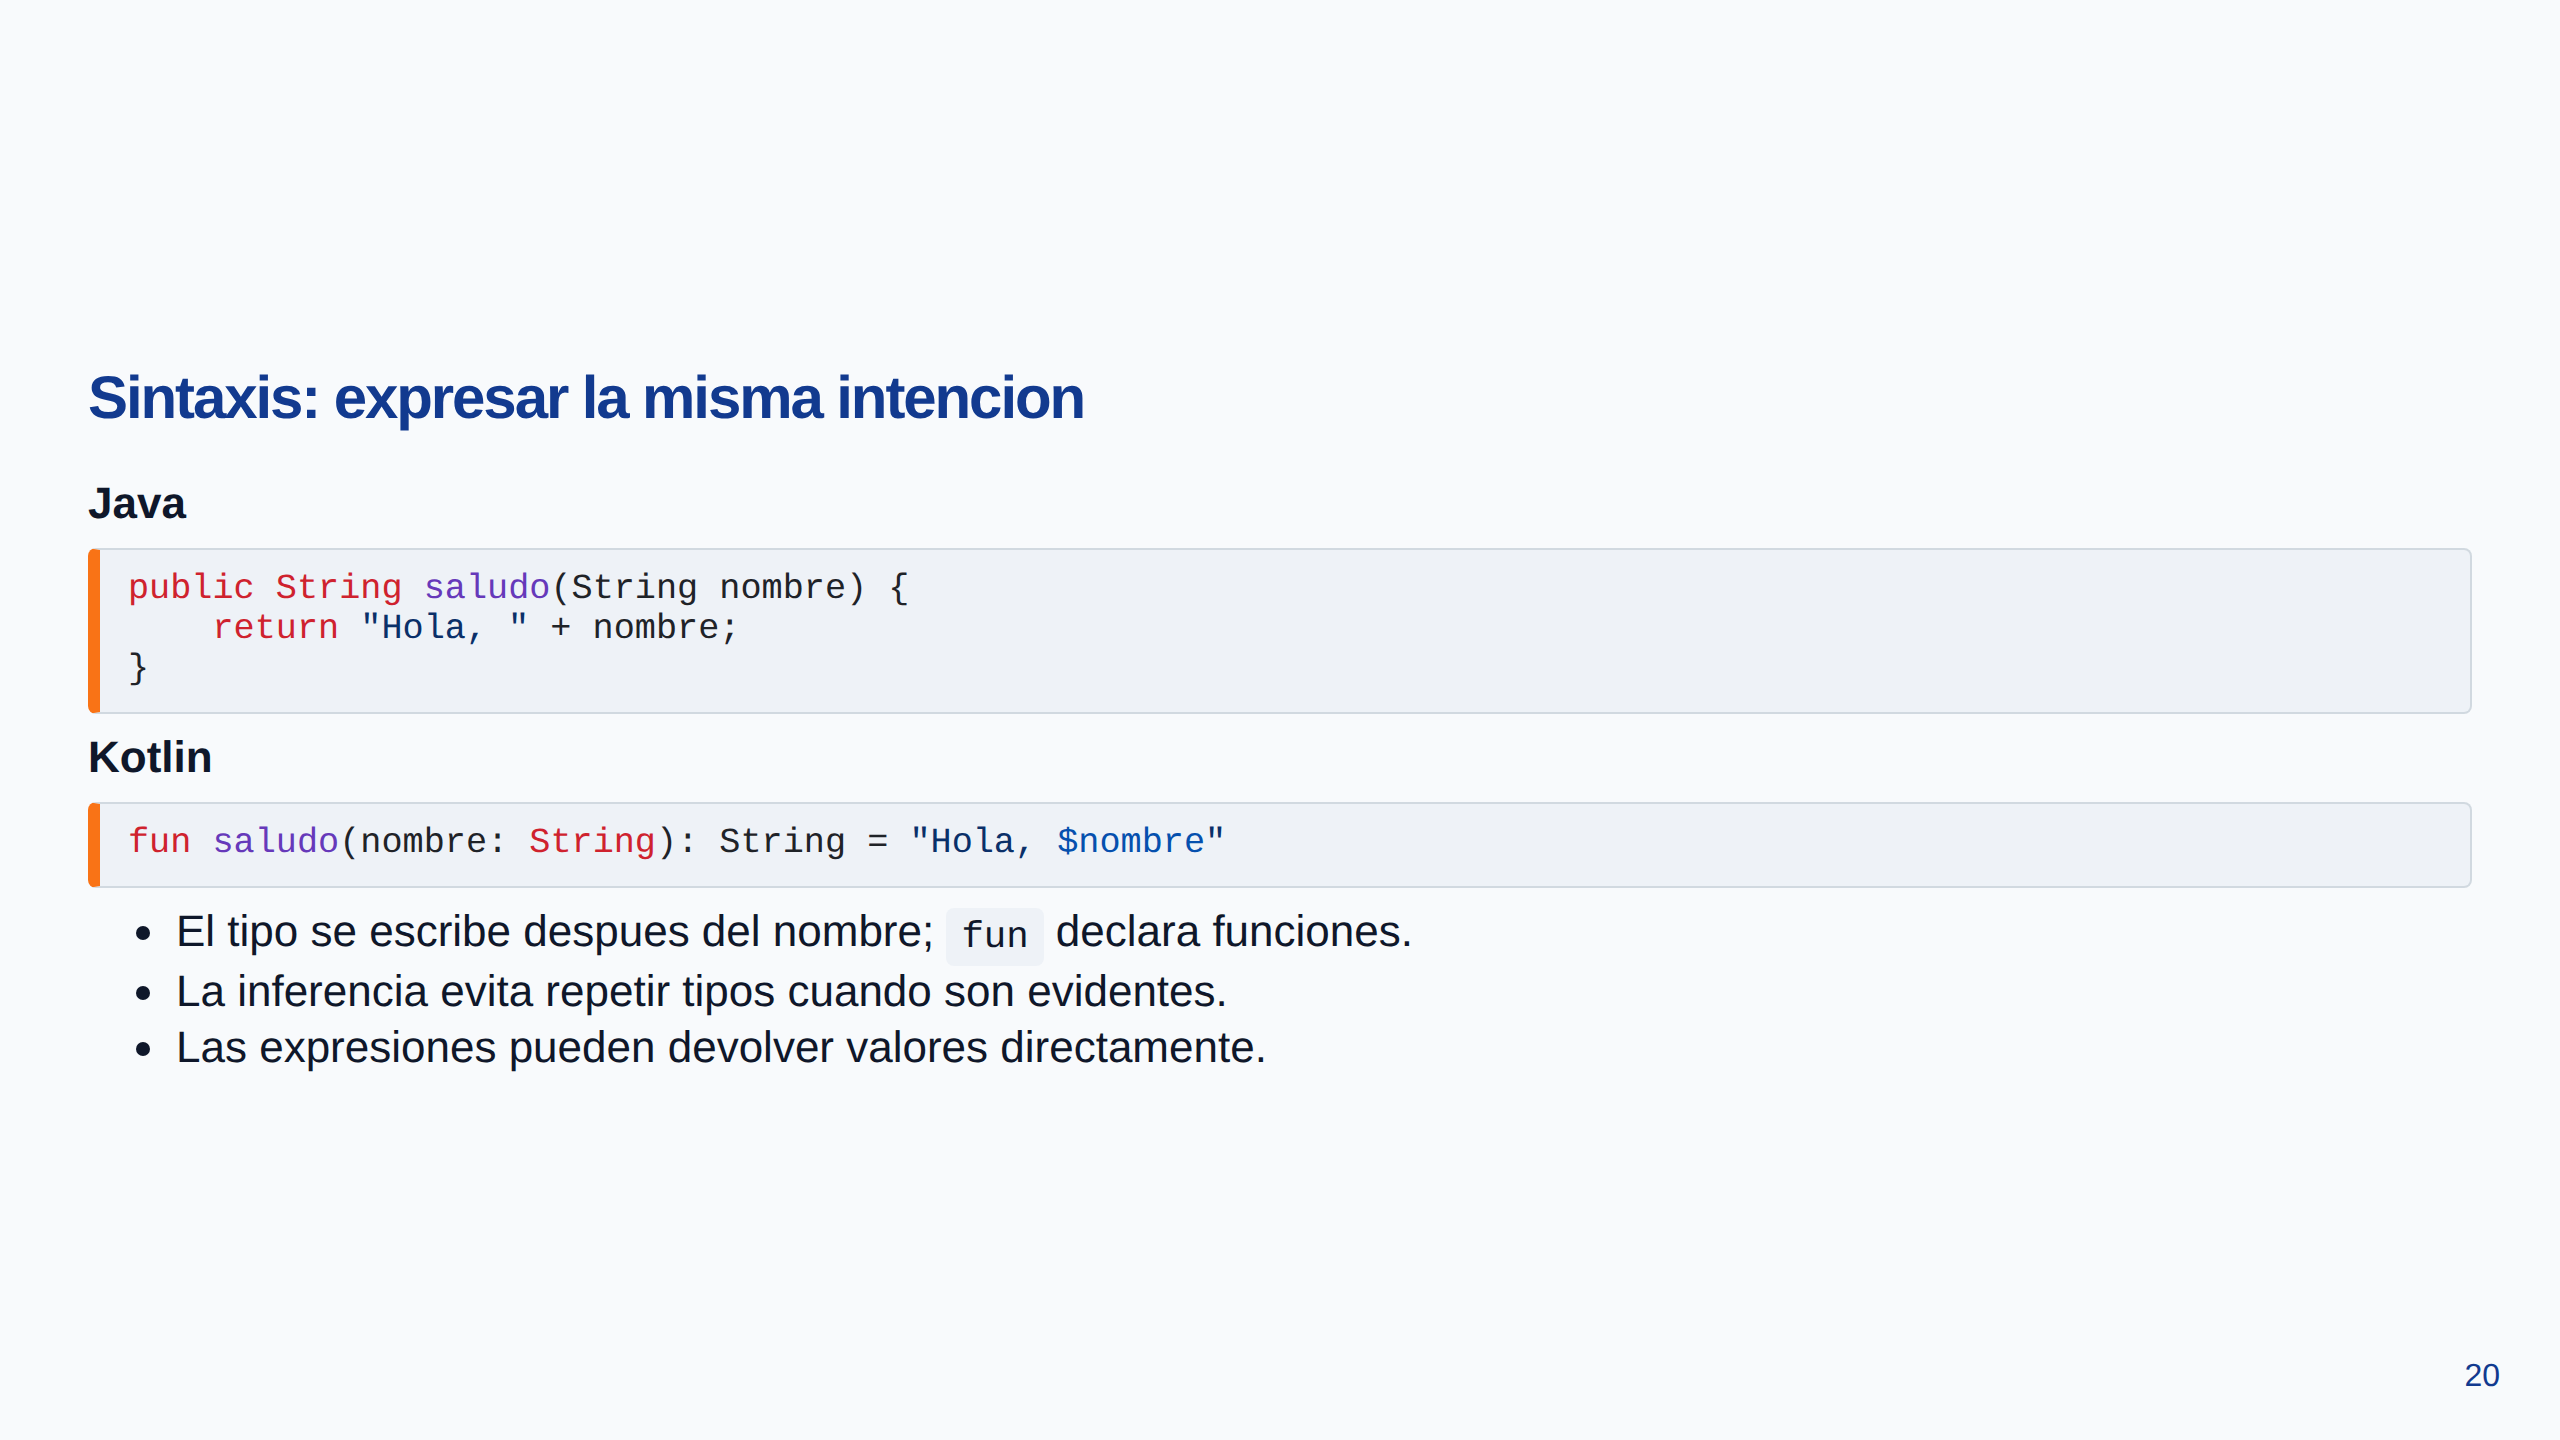 Sintaxis: expresar la misma intencion
Java
public String saludo(String nombre) {
    return "Hola, " + nombre;
}
Kotlin
fun saludo(nombre: String): String = "Hola, $nombre"
El tipo se escribe despues del nombre; fun declara funciones.
La inferencia evita repetir tipos cuando son evidentes.
Las expresiones pueden devolver valores directamente.
20